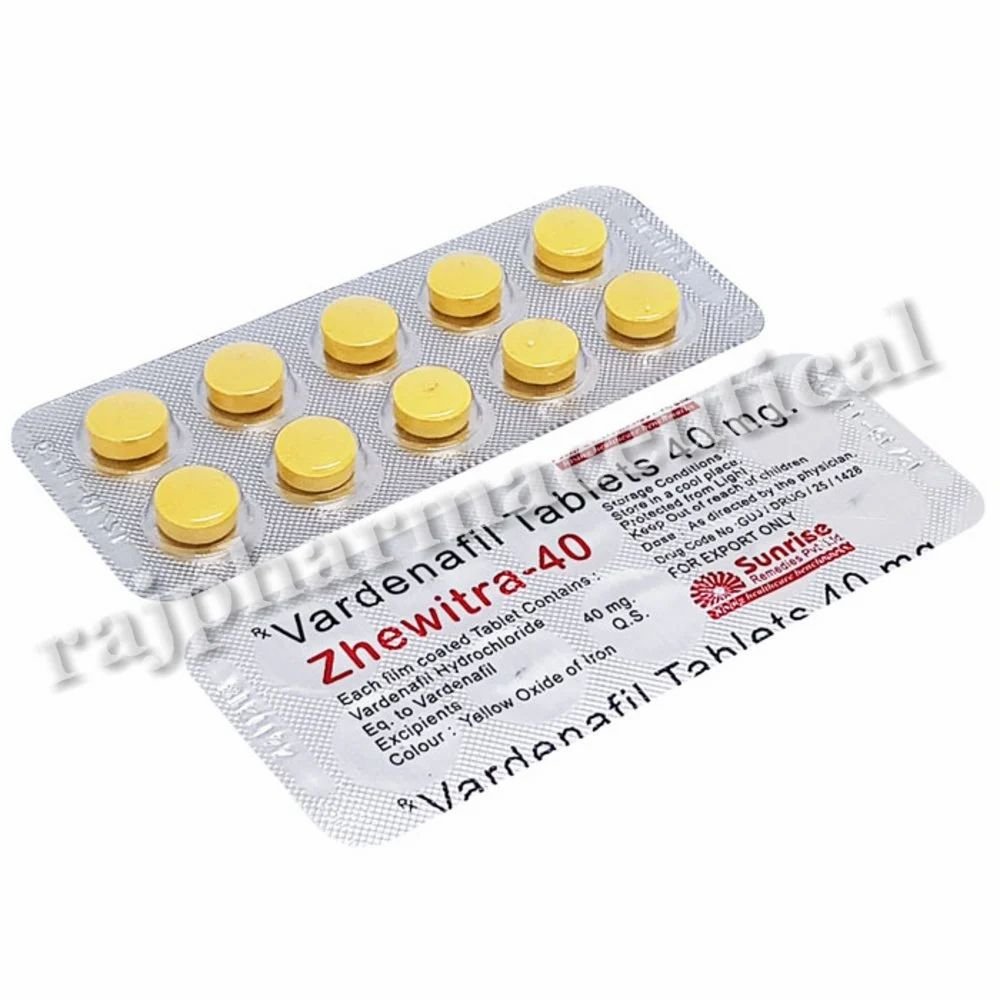 rajpharmaceutical
℞ Vardenafil Tablets 40 mg.
Zhewitra-40
Each film coated Tablet Contains :
Vardenafil Hydrochloride
Eq. to Vardenafil 40 mg.
Excipients Q.S.
Colour : Yellow Oxide of Iron
Storage Conditions
Store in a cool place.
Protected from Light.
Keep Out of reach of children
Dose : As directed by the physician.
Drug Code No : GUJ / DRUG / 25 / 1428
FOR EXPORT ONLY
Sunrise
Remedies Pvt. Ltd.
℞ Vardenafil Tablets 40 mg.